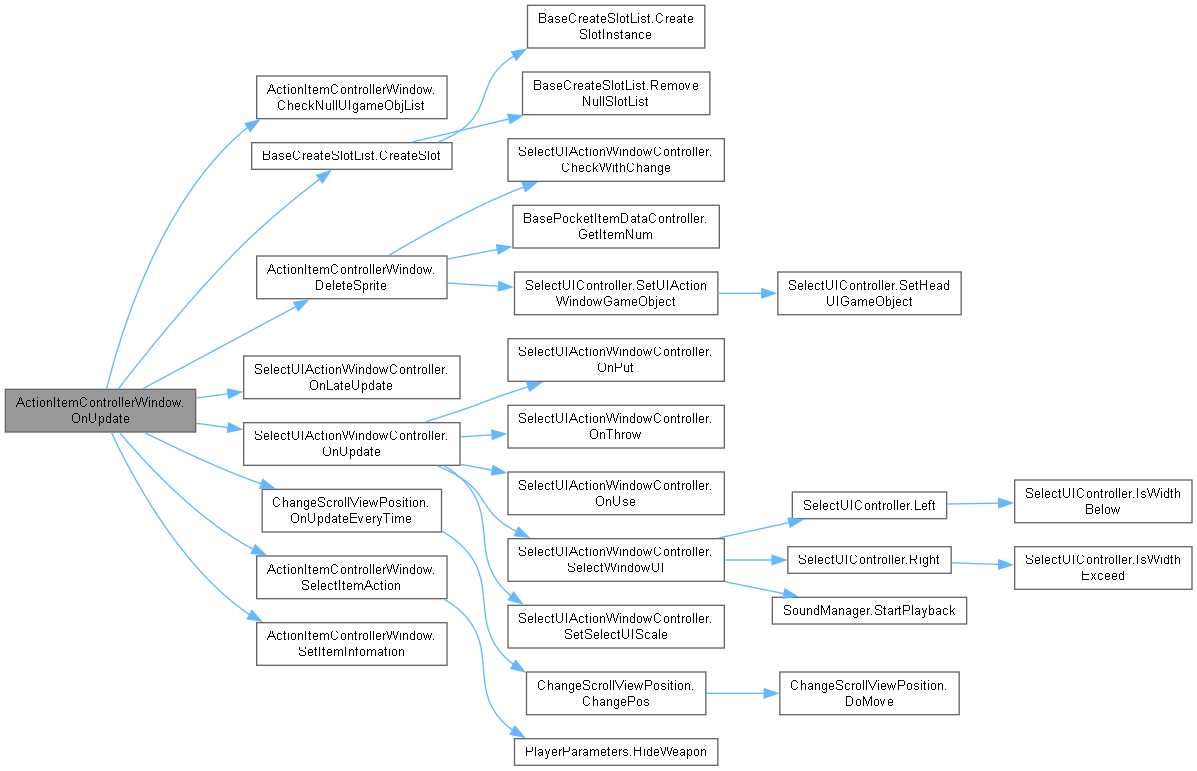 BaseCreateSlotList.Create
SlotInstance
ActionItemControllerWindow.
CheckNullUIgameObjList
BaseCreateSlotList.Remove
NullSlotList
BaseCreateSlotList.CreateSlot
SelectUIActionWindowController.
CheckWithChange
BasePocketItemDataController.
GetItemNum
ActionItemControllerWindow.
DeleteSprite
SelectUIController.SetUIAction
WindowGameObject
SelectUIController.SetHead
UIGameObject
SelectUIActionWindowController.
OnPut
SelectUIActionWindowController.
OnLateUpdate
ActionItemControllerWindow.
OnUpdate
SelectUIActionWindowController.
OnThrow
SelectUIActionWindowController.
OnUpdate
SelectUIActionWindowController.
OnUse
ChangeScrollViewPosition.
OnUpdateEveryTime
SelectUIController.Left
SelectUIController.IsWidth
Below
SelectUIActionWindowController.
SelectWindowUI
SelectUIController.Right
SelectUIController.IsWidth
Exceed
ActionItemControllerWindow.
SelectItemAction
SoundManager.StartPlayback
SelectUIActionWindowController.
SetSelectUIScale
ActionItemControllerWindow.
SetItemInfomation
ChangeScrollViewPosition.
ChangePos
ChangeScrollViewPosition.
DoMove
PlayerParameters.HideWeapon